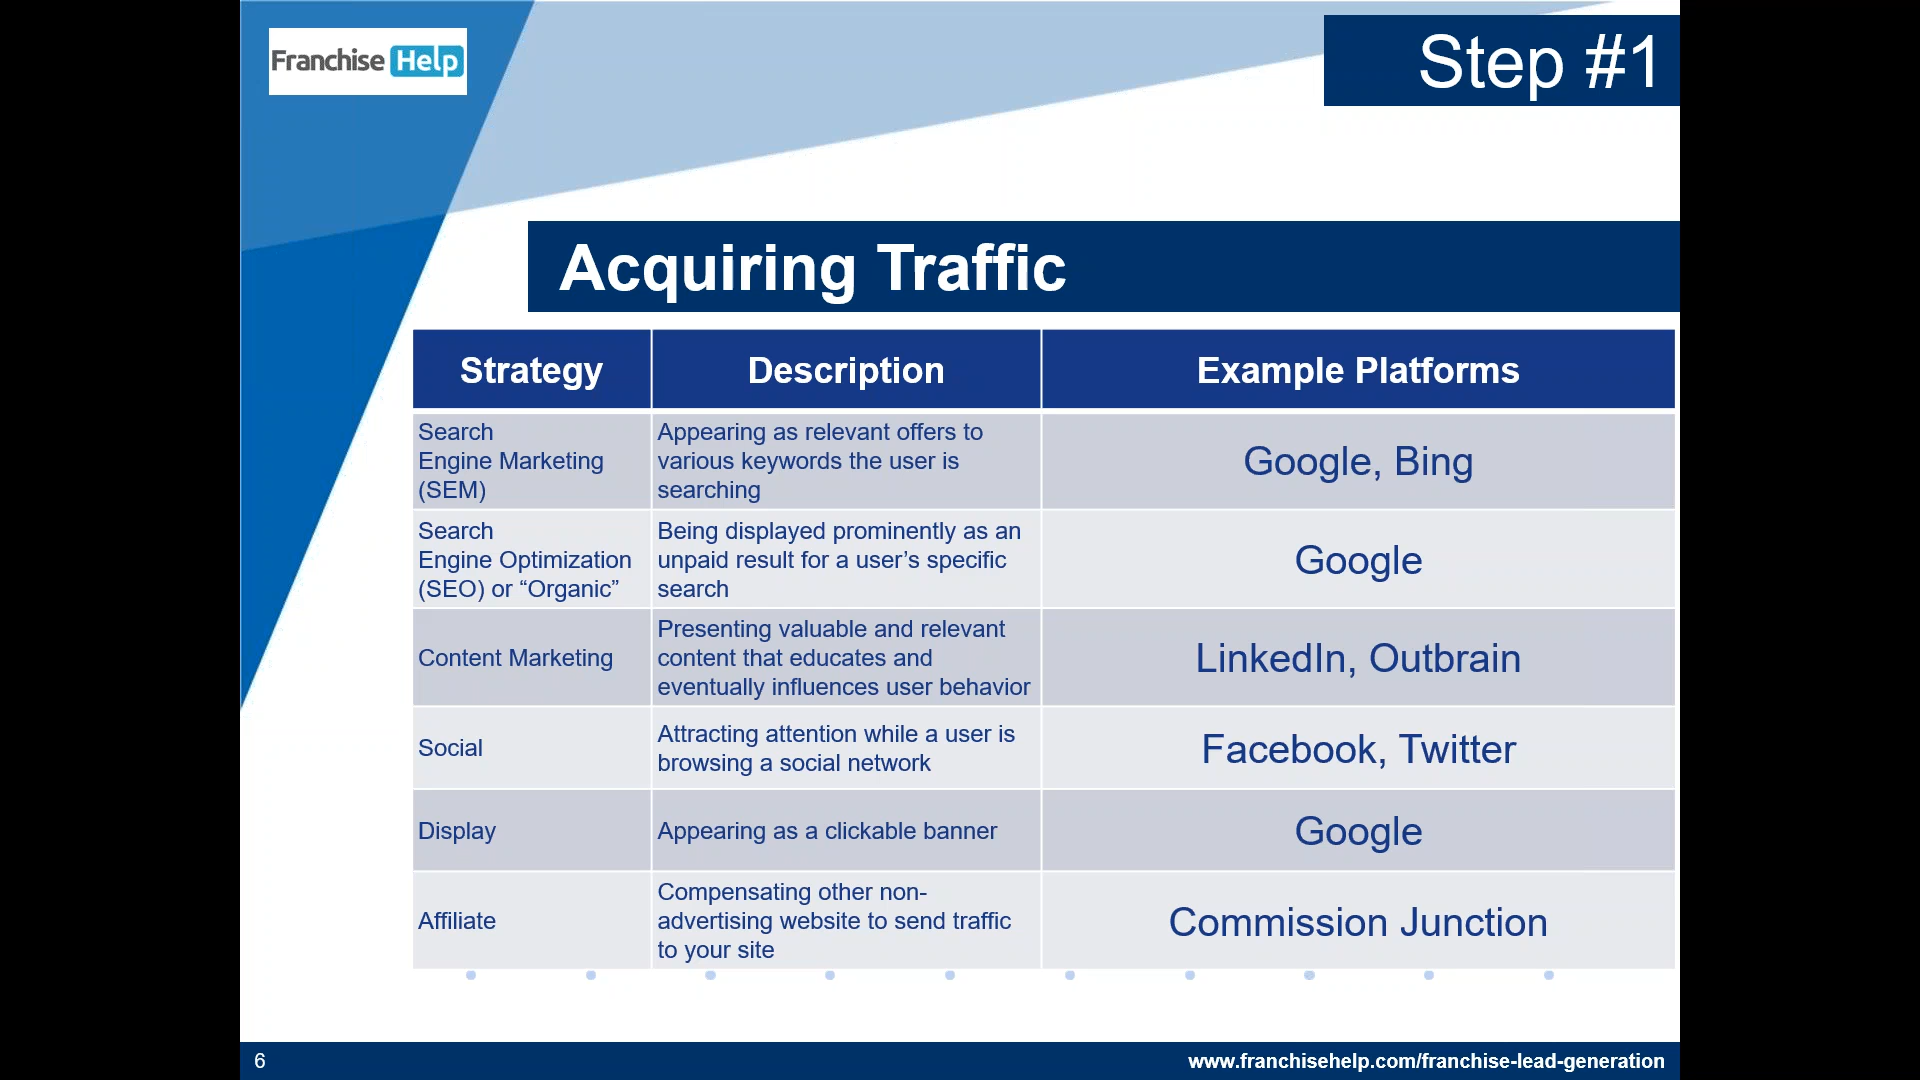 Franchise Help
Step #1
Acquiring Traffic
Strategy
Description
Example Platforms
Search
Engine Marketing
(SEM)
Appearing as relevant offers to
various keywords the user is
searching
Google, Bing
Search
Engine Optimization
(SEO) or “Organic”
Being displayed prominently as an
unpaid result for a user’s specific
search
Google
Content Marketing
Presenting valuable and relevant
content that educates and
eventually influences user behavior
LinkedIn, Outbrain
Social
Attracting attention while a user is
browsing a social network
Facebook, Twitter
Display
Appearing as a clickable banner
Google
Affiliate
Compensating other non-
advertising website to send traffic
to your site
Commission Junction
6
www.franchisehelp.com/franchise-lead-generation